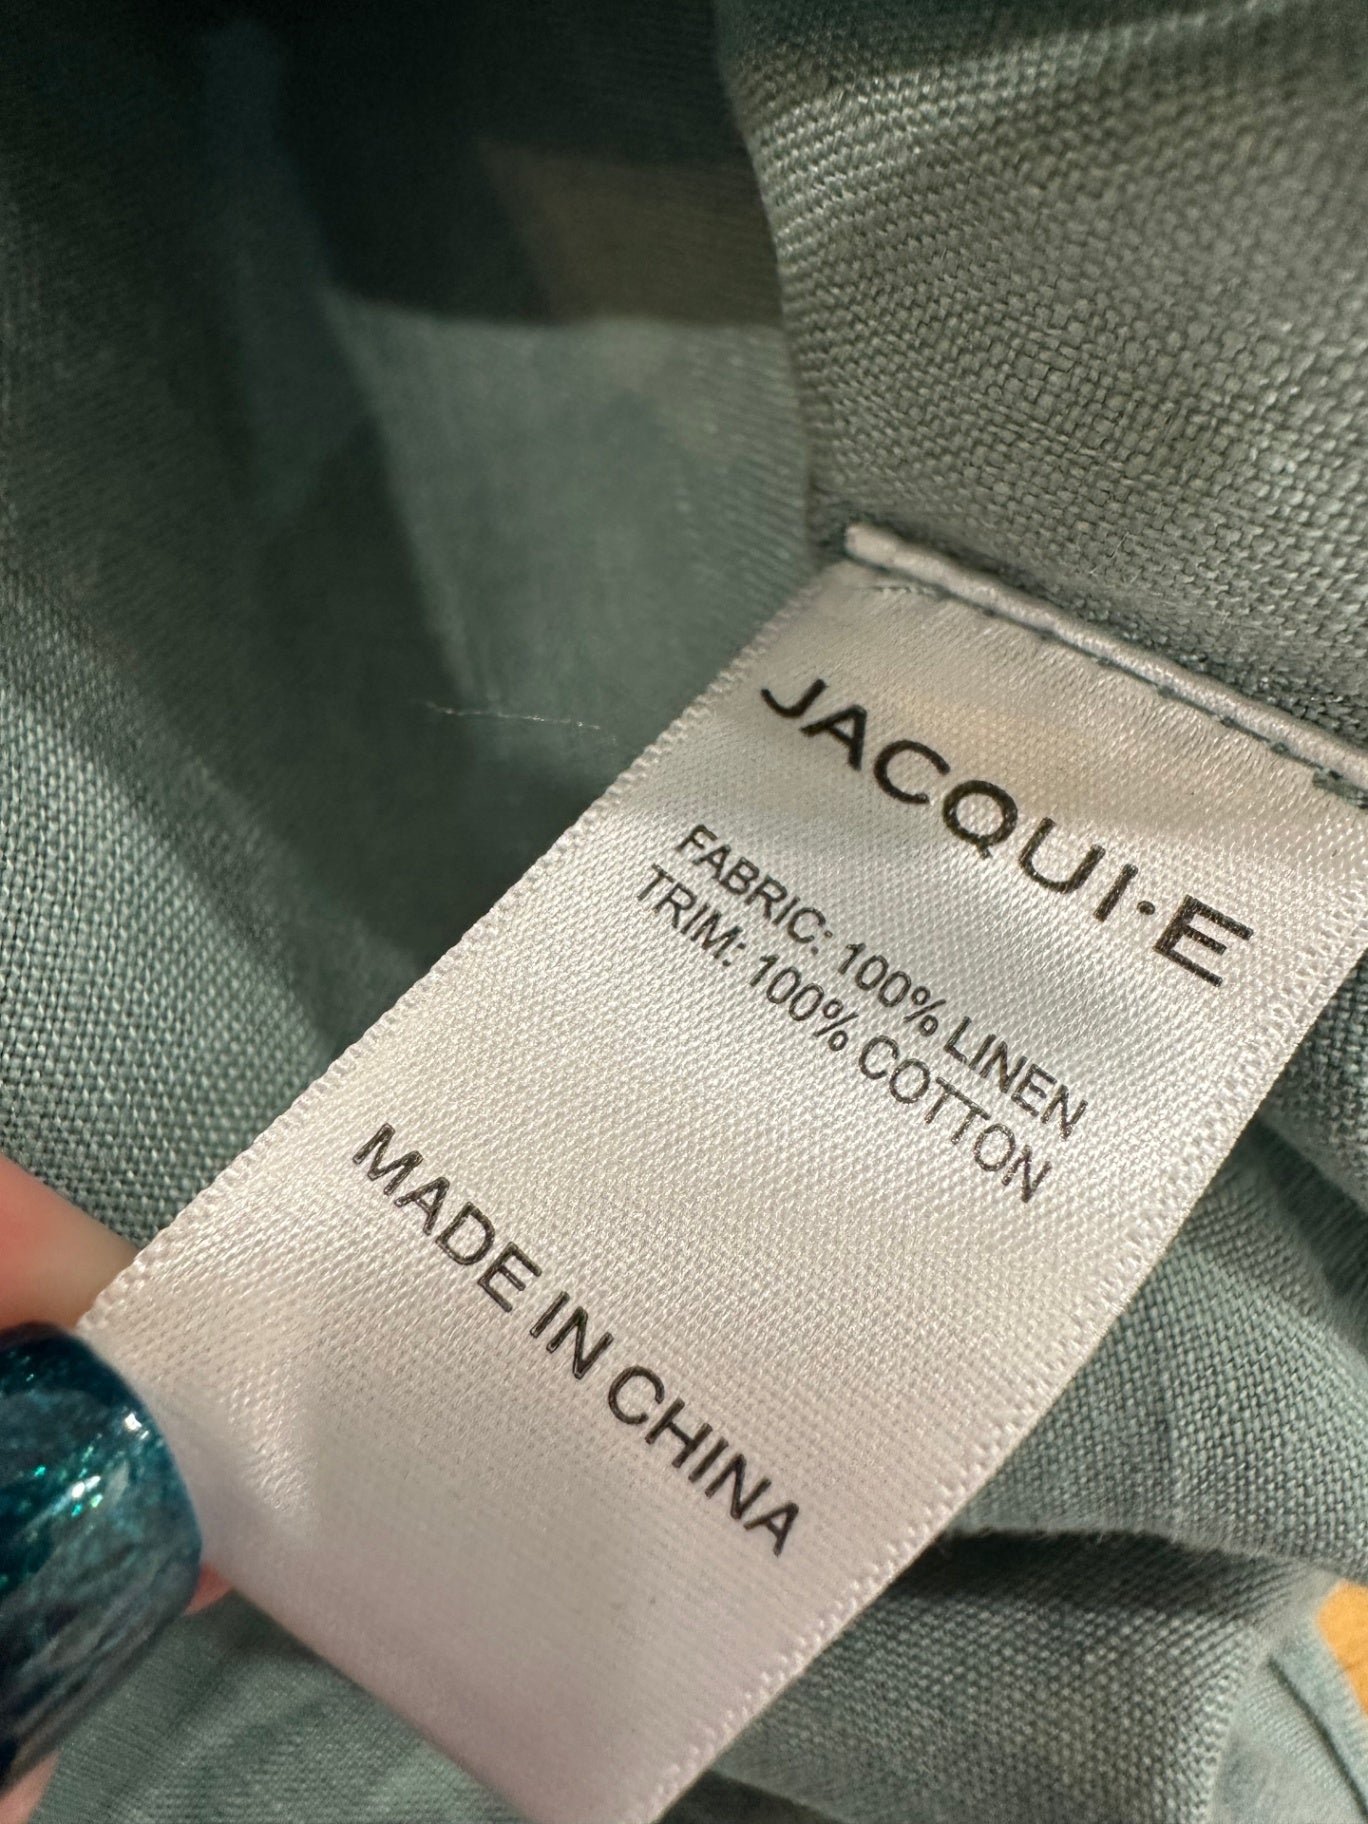 JACQUI·E
FABRIC: 100% LINEN
TRIM: 100% COTTON
MADE IN CHINA